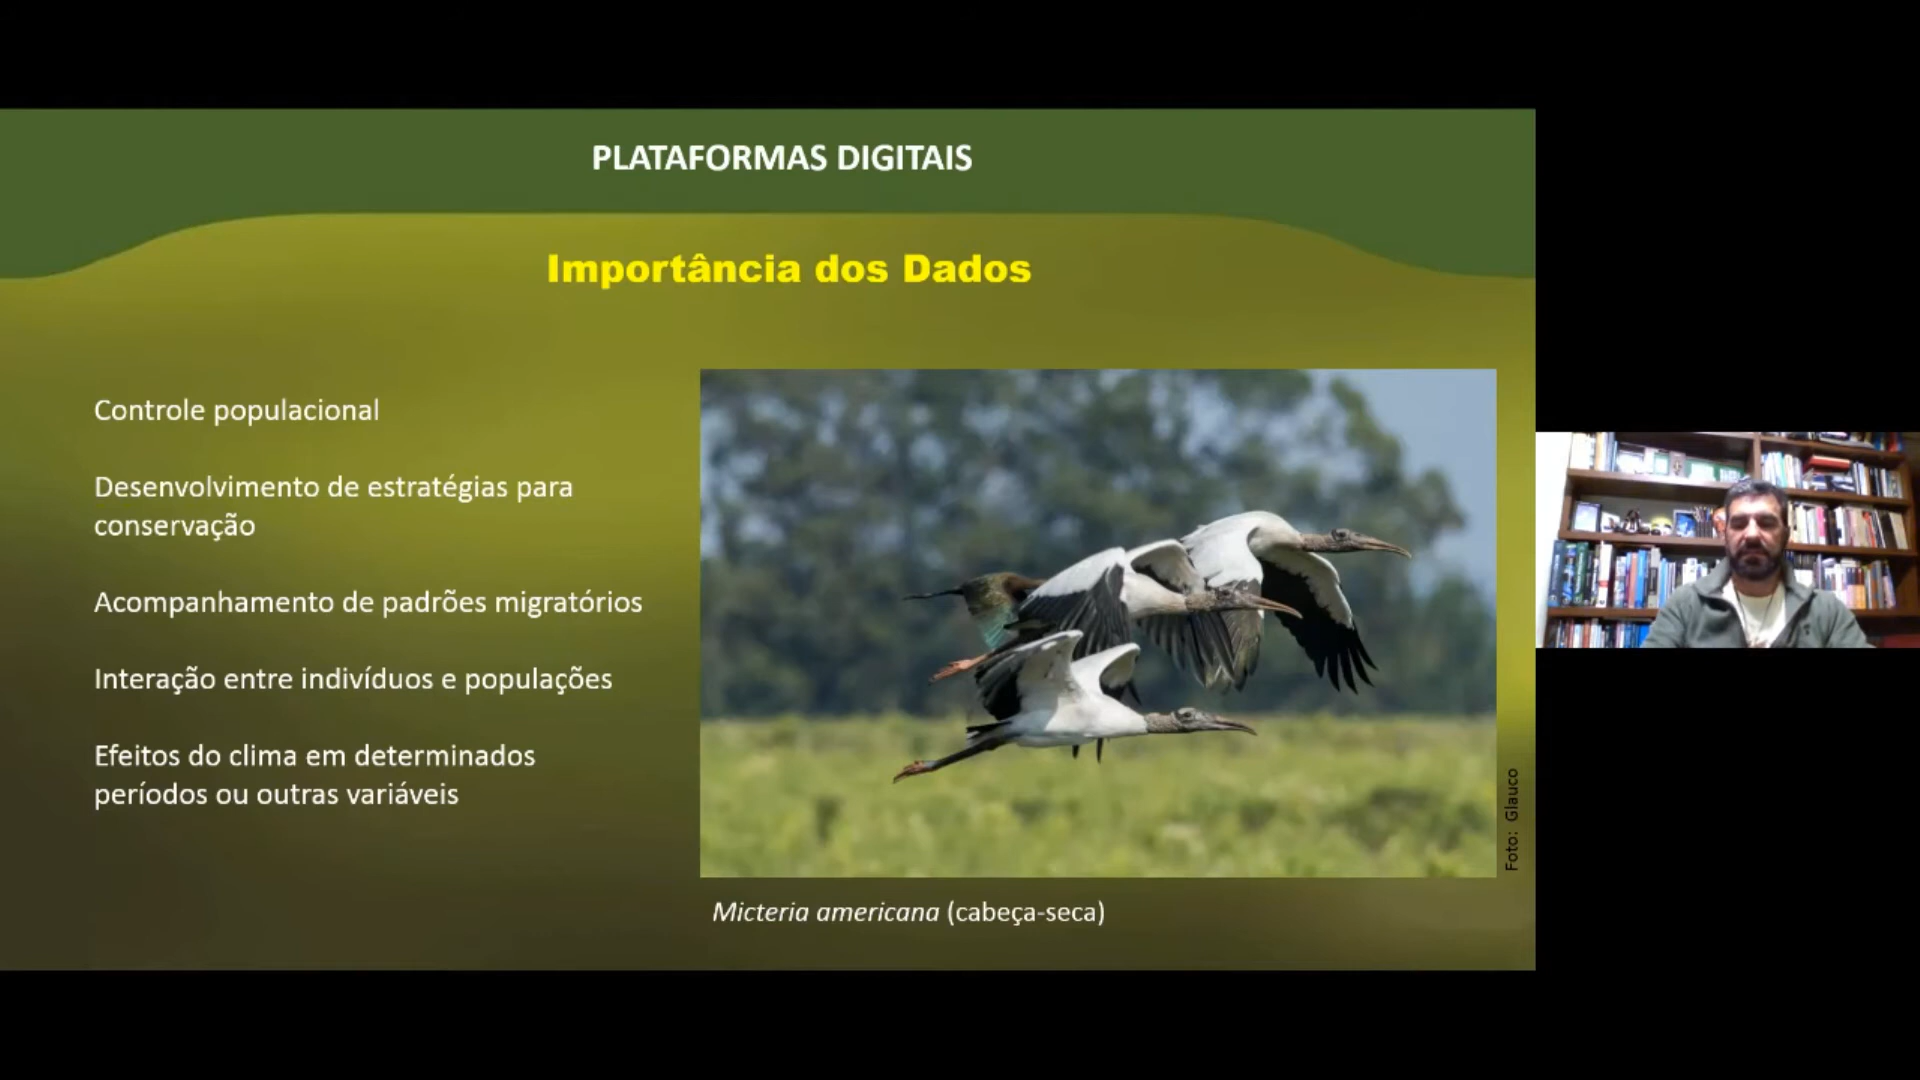 PLATAFORMAS DIGITAIS
Importância dos Dados
Controle populacional
Desenvolvimento de estratégias para
conservação
Acompanhamento de padrões migratórios
Interação entre indivíduos e populações
Efeitos do clima em determinados
períodos ou outras variáveis
Foto: Glauco
Micteria americana (cabeça-seca)